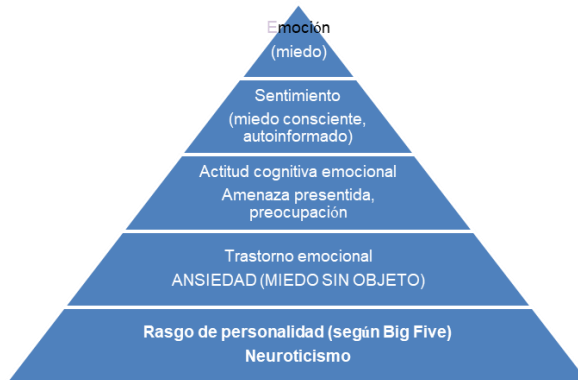 Emoción
(miedo)
Sentimiento
(miedo consciente,
autoinformado)
Actitud cognitiva emocional
Amenaza presentida,
preocupación
Trastorno emocional
ANSIEDAD (MIEDO SIN OBJETO)
Rasgo de personalidad (según Big Five)
Neuroticismo